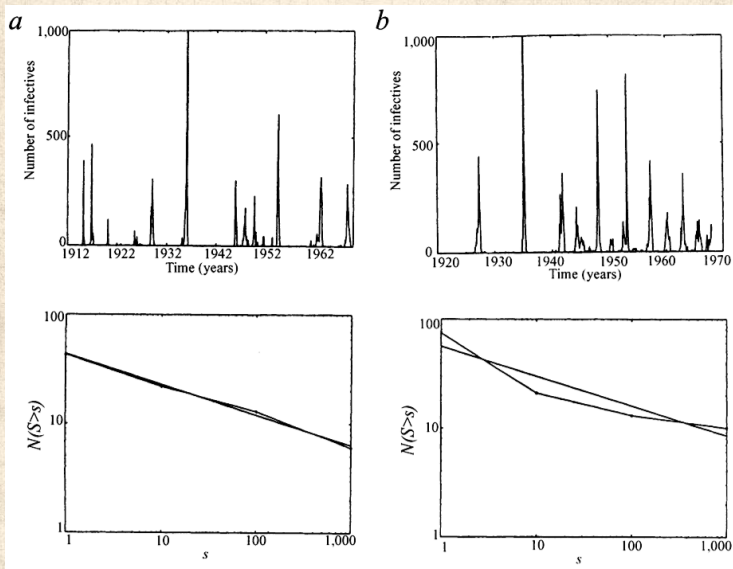 a
1,000
500
0
Number of infectives
1912 1922 1932 1942 1952 1962
Time (years)
b
1,000
500
0
Number of infectives
1920 1930 1940 1950 1960 1970
Time (years)
100
10
1
N(S>s)
1 10 100 1,000
s
100
10
1
N(S>s)
1 10 100 1,000
s